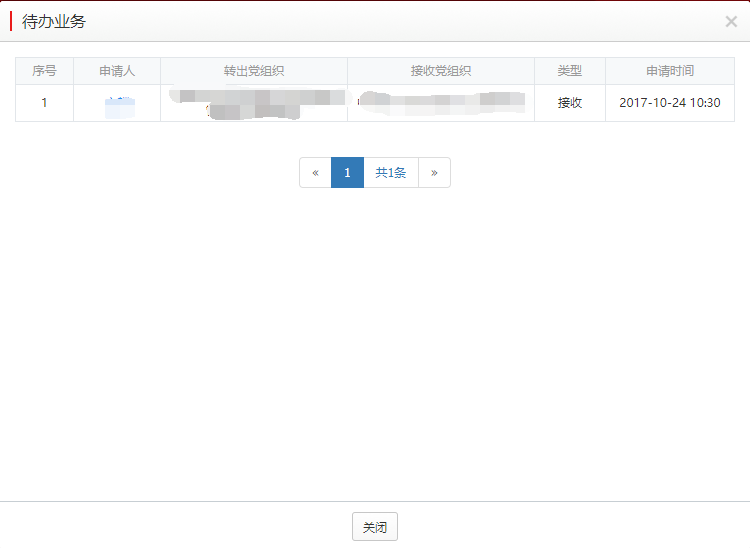 待办业务 ×
序号 申请人 转出党组织 接收党组织 类型 申请时间
1 接收 2017-10-24 10:30
« 1 共1条 »
关闭